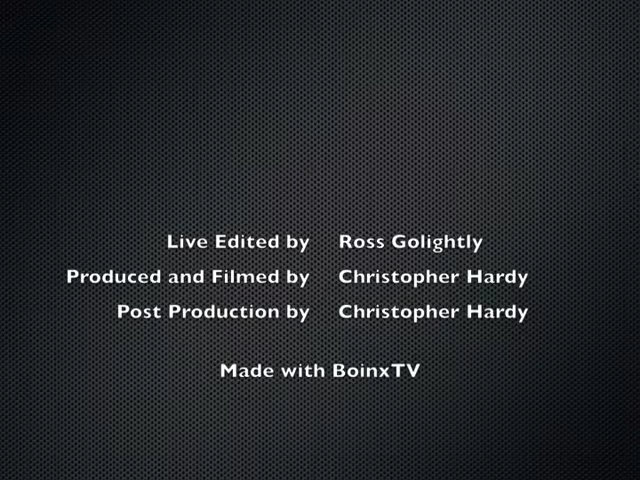 Live Edited by Ross Golightly
Produced and Filmed by Christopher Hardy
Post Production by Christopher Hardy
Made with BoinxTV